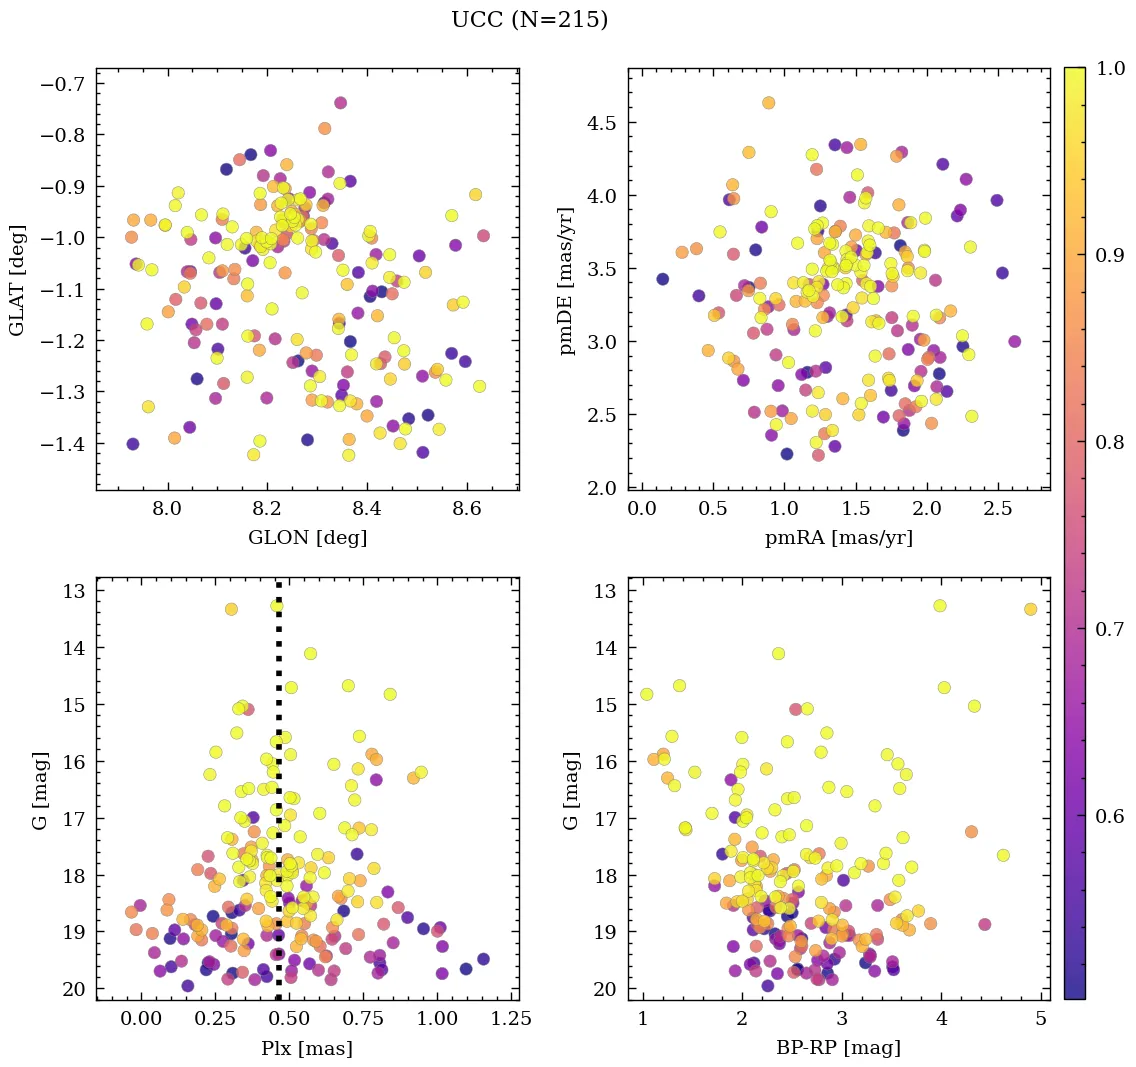 UCC (N=215)
−0.7
−0.8
−0.9
−1.0
−1.1
−1.2
−1.3
−1.4
GLAT [deg]
8.0 8.2 8.4 8.6
GLON [deg]
4.5
4.0
3.5
3.0
2.5
2.0
pmDE [mas/yr]
0.0 0.5 1.0 1.5 2.0 2.5
pmRA [mas/yr]
1.0
0.9
0.8
0.7
0.6
13
14
15
16
17
18
19
20
G [mag]
0.00 0.25 0.50 0.75 1.00 1.25
Plx [mas]
13
14
15
16
17
18
19
20
G [mag]
1 2 3 4 5
BP-RP [mag]